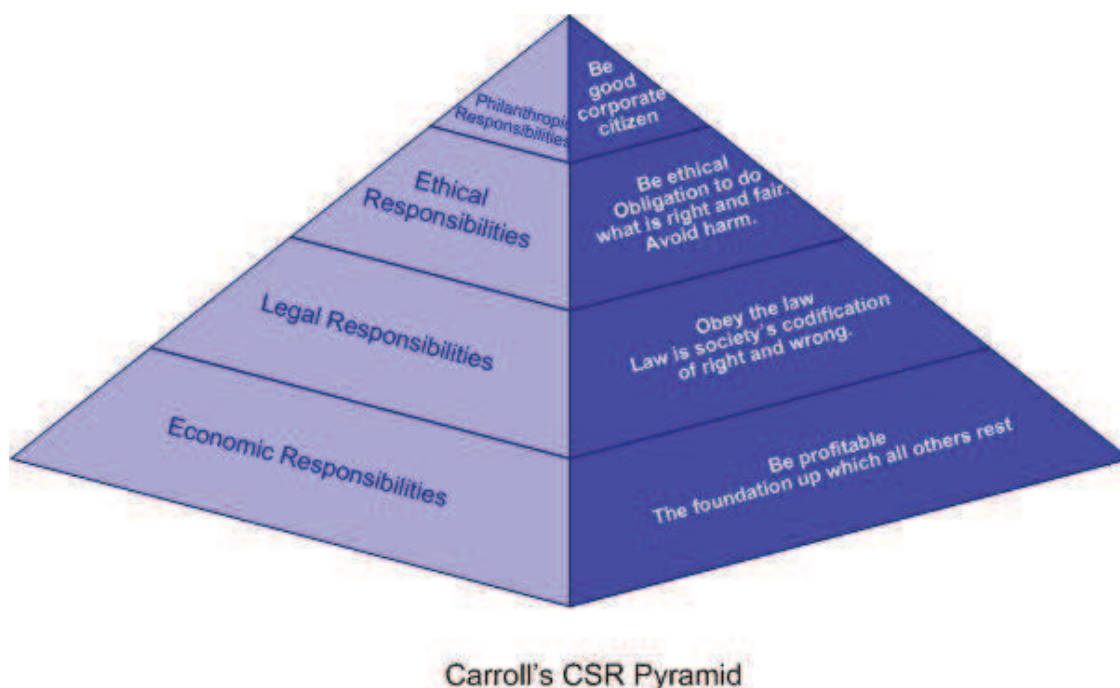 Philanthropic
Responsibilities
Be
good
corporate
citizen
Ethical
Responsibilities
Be ethical
Obligation to do
what is right and fair.
Avoid harm.
Legal Responsibilities
Obey the law
Law is society's codification
of right and wrong.
Economic Responsibilities
Be profitable
The foundation up which all others rest
Carroll's CSR Pyramid